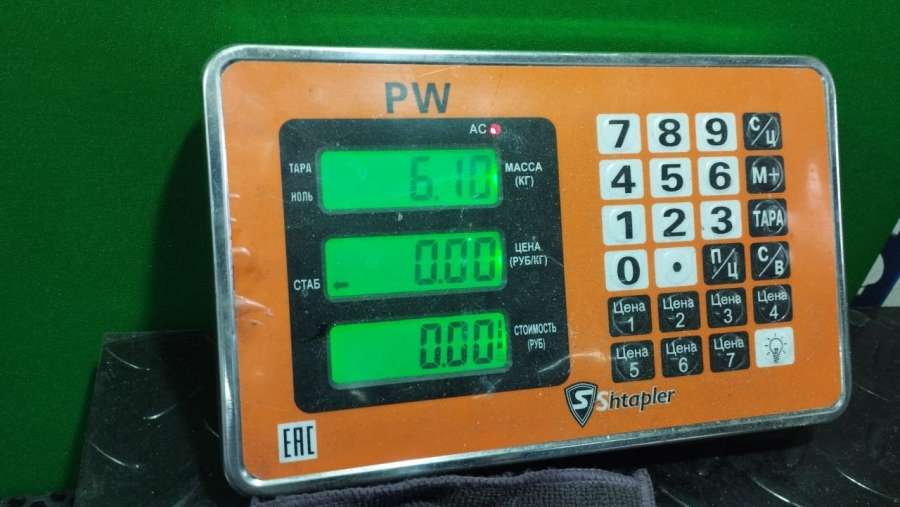 PW
AC
ТАРА
НОЛЬ
6.10
МАССА
(КГ)
СТАБ
0.00
ЦЕНА
(РУБ/КГ)
0.00
СТОИМОСТЬ
(РУБ)
7 8 9 С/Ц
4 5 6 М+
1 2 3 ТАРА
0 . П/Ц С/В
Цена 1 Цена 2 Цена 3 Цена 4
Цена 5 Цена 6 Цена 7
S Shtapler
EAC